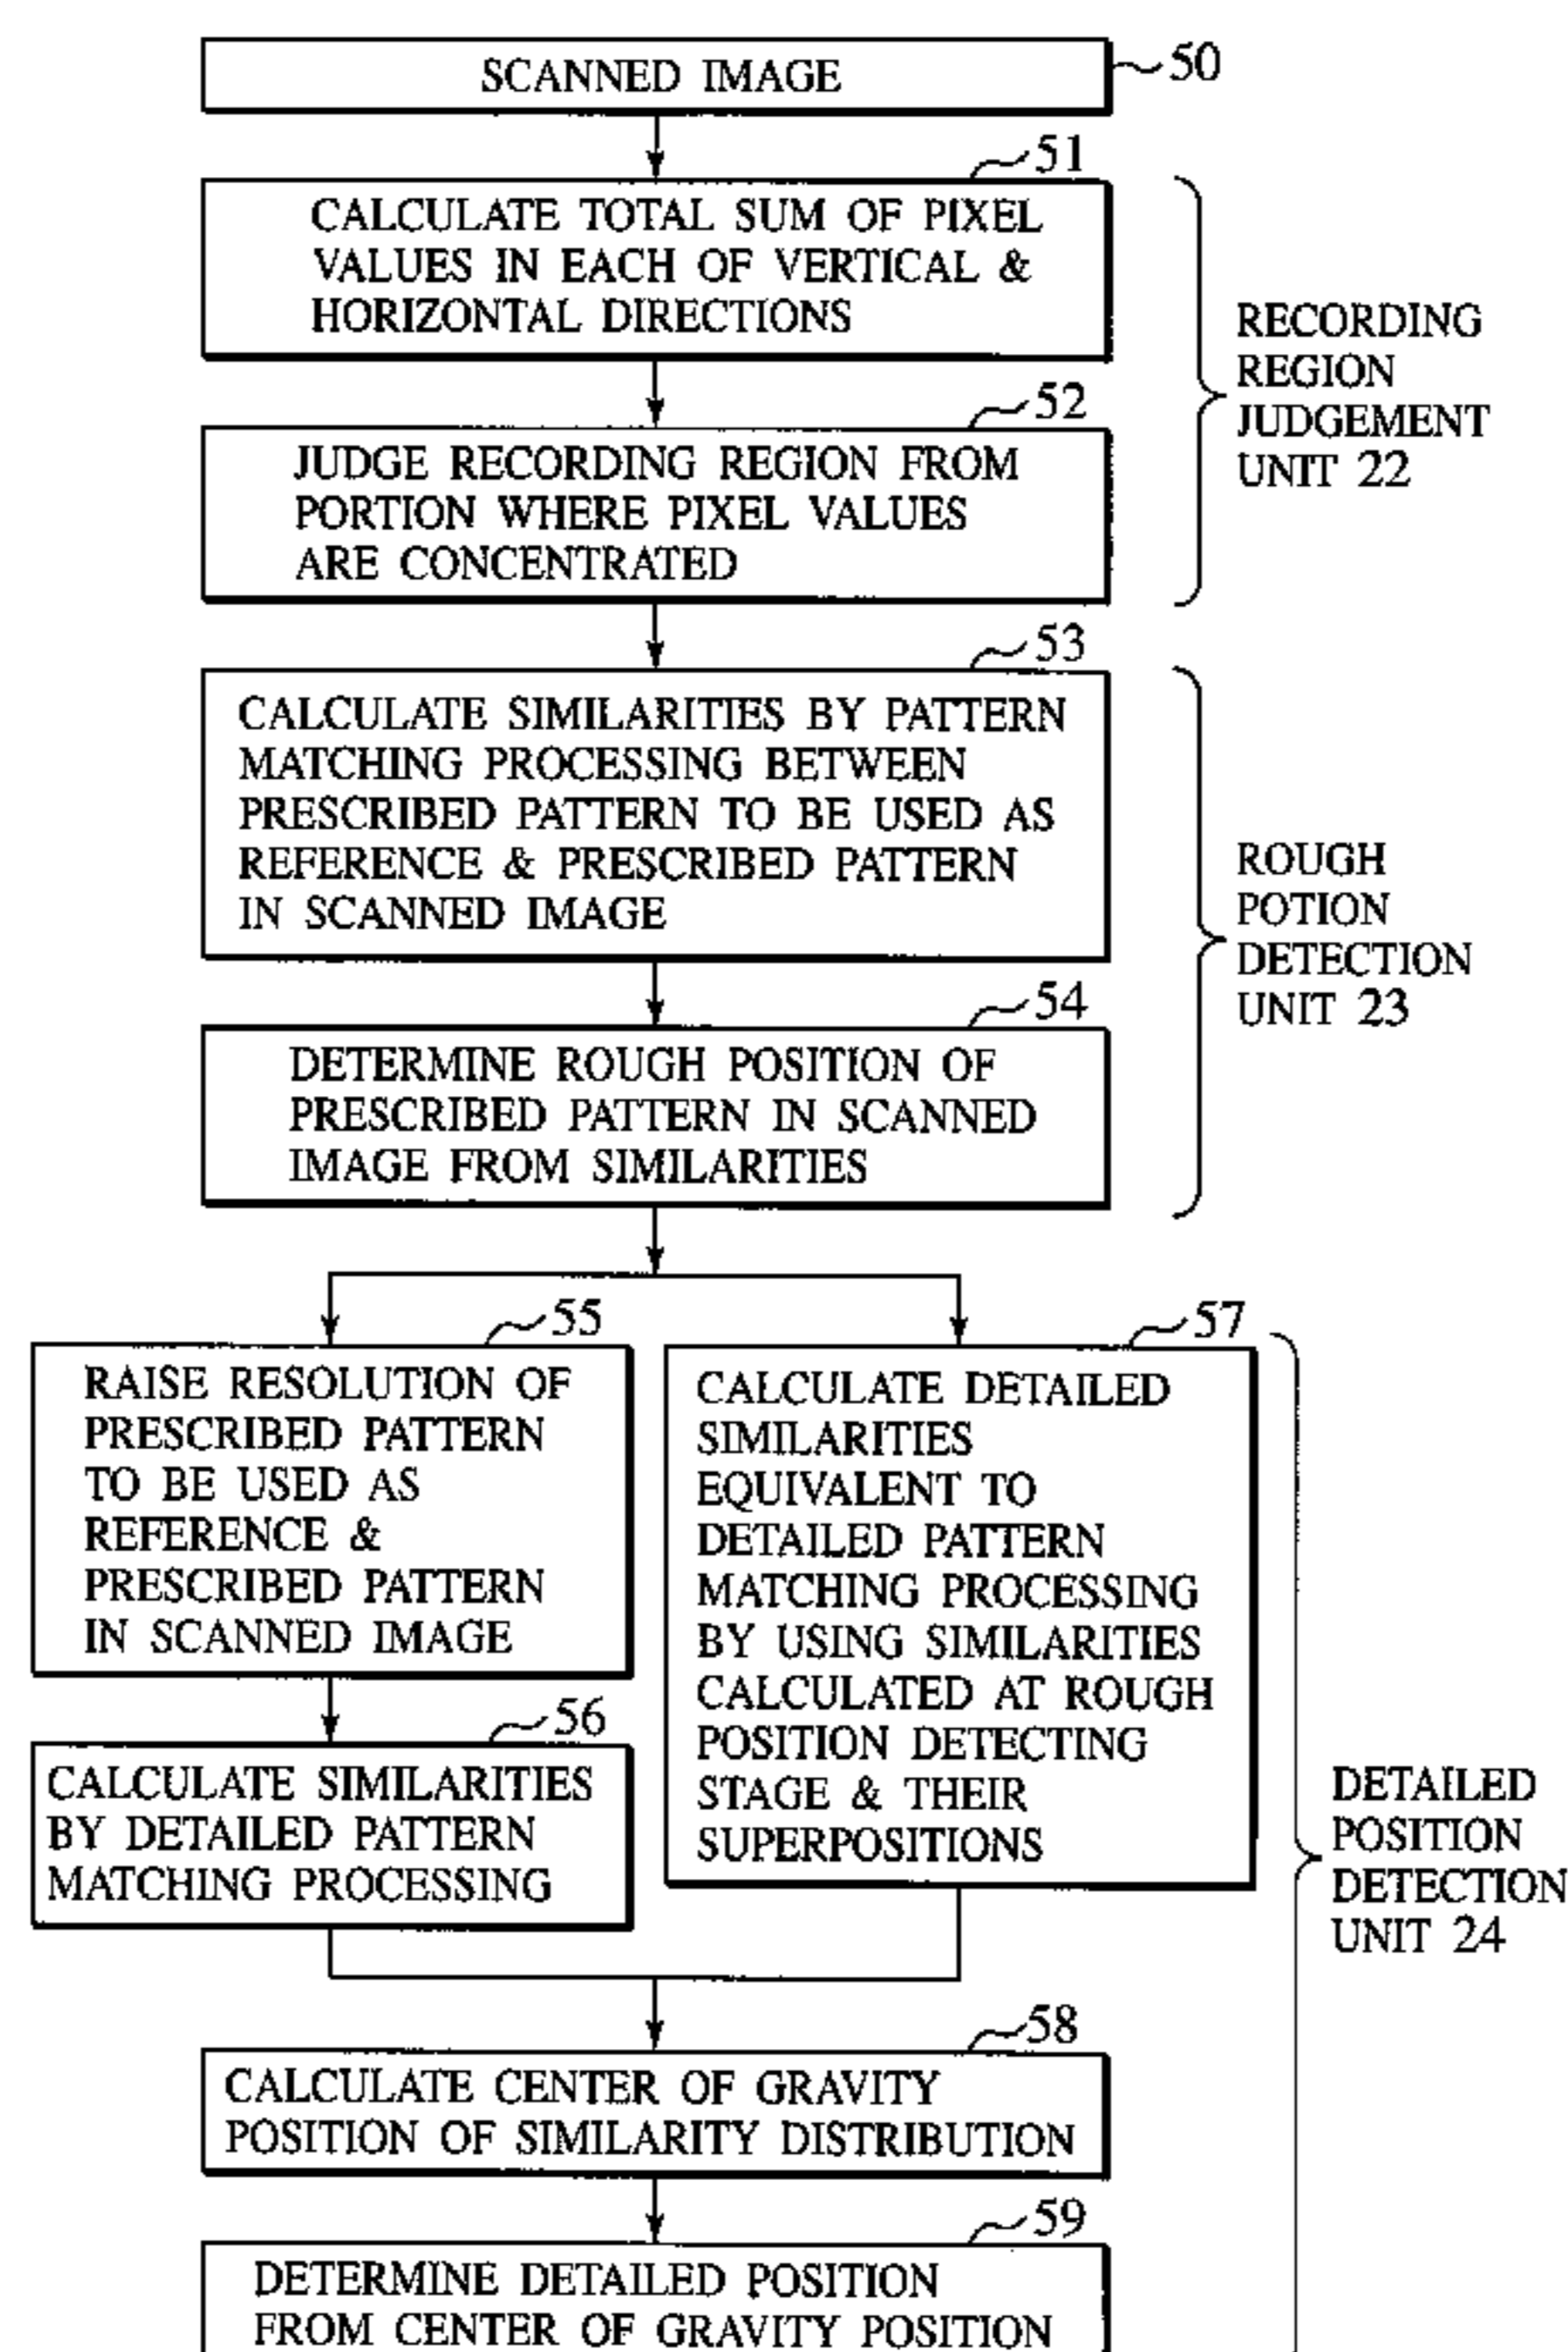 SCANNED IMAGE
50
51
CALCULATE TOTAL SUM OF PIXEL
VALUES IN EACH OF VERTICAL &
HORIZONTAL DIRECTIONS
52
JUDGE RECORDING REGION FROM
PORTION WHERE PIXEL VALUES
ARE CONCENTRATED
RECORDING
REGION
JUDGEMENT
UNIT 22
53
CALCULATE SIMILARITIES BY PATTERN
MATCHING PROCESSING BETWEEN
PRESCRIBED PATTERN TO BE USED AS
REFERENCE & PRESCRIBED PATTERN
IN SCANNED IMAGE
54
DETERMINE ROUGH POSITION OF
PRESCRIBED PATTERN IN SCANNED
IMAGE FROM SIMILARITIES
ROUGH
POTION
DETECTION
UNIT 23
55
RAISE RESOLUTION OF
PRESCRIBED PATTERN
TO BE USED AS
REFERENCE &
PRESCRIBED PATTERN
IN SCANNED IMAGE
56
CALCULATE SIMILARITIES
BY DETAILED PATTERN
MATCHING PROCESSING
57
CALCULATE DETAILED
SIMILARITIES
EQUIVALENT TO
DETAILED PATTERN
MATCHING PROCESSING
BY USING SIMILARITIES
CALCULATED AT ROUGH
POSITION DETECTING
STAGE & THEIR
SUPERPOSITIONS
DETAILED
POSITION
DETECTION
UNIT 24
58
CALCULATE CENTER OF GRAVITY
POSITION OF SIMILARITY DISTRIBUTION
59
DETERMINE DETAILED POSITION
FROM CENTER OF GRAVITY POSITION